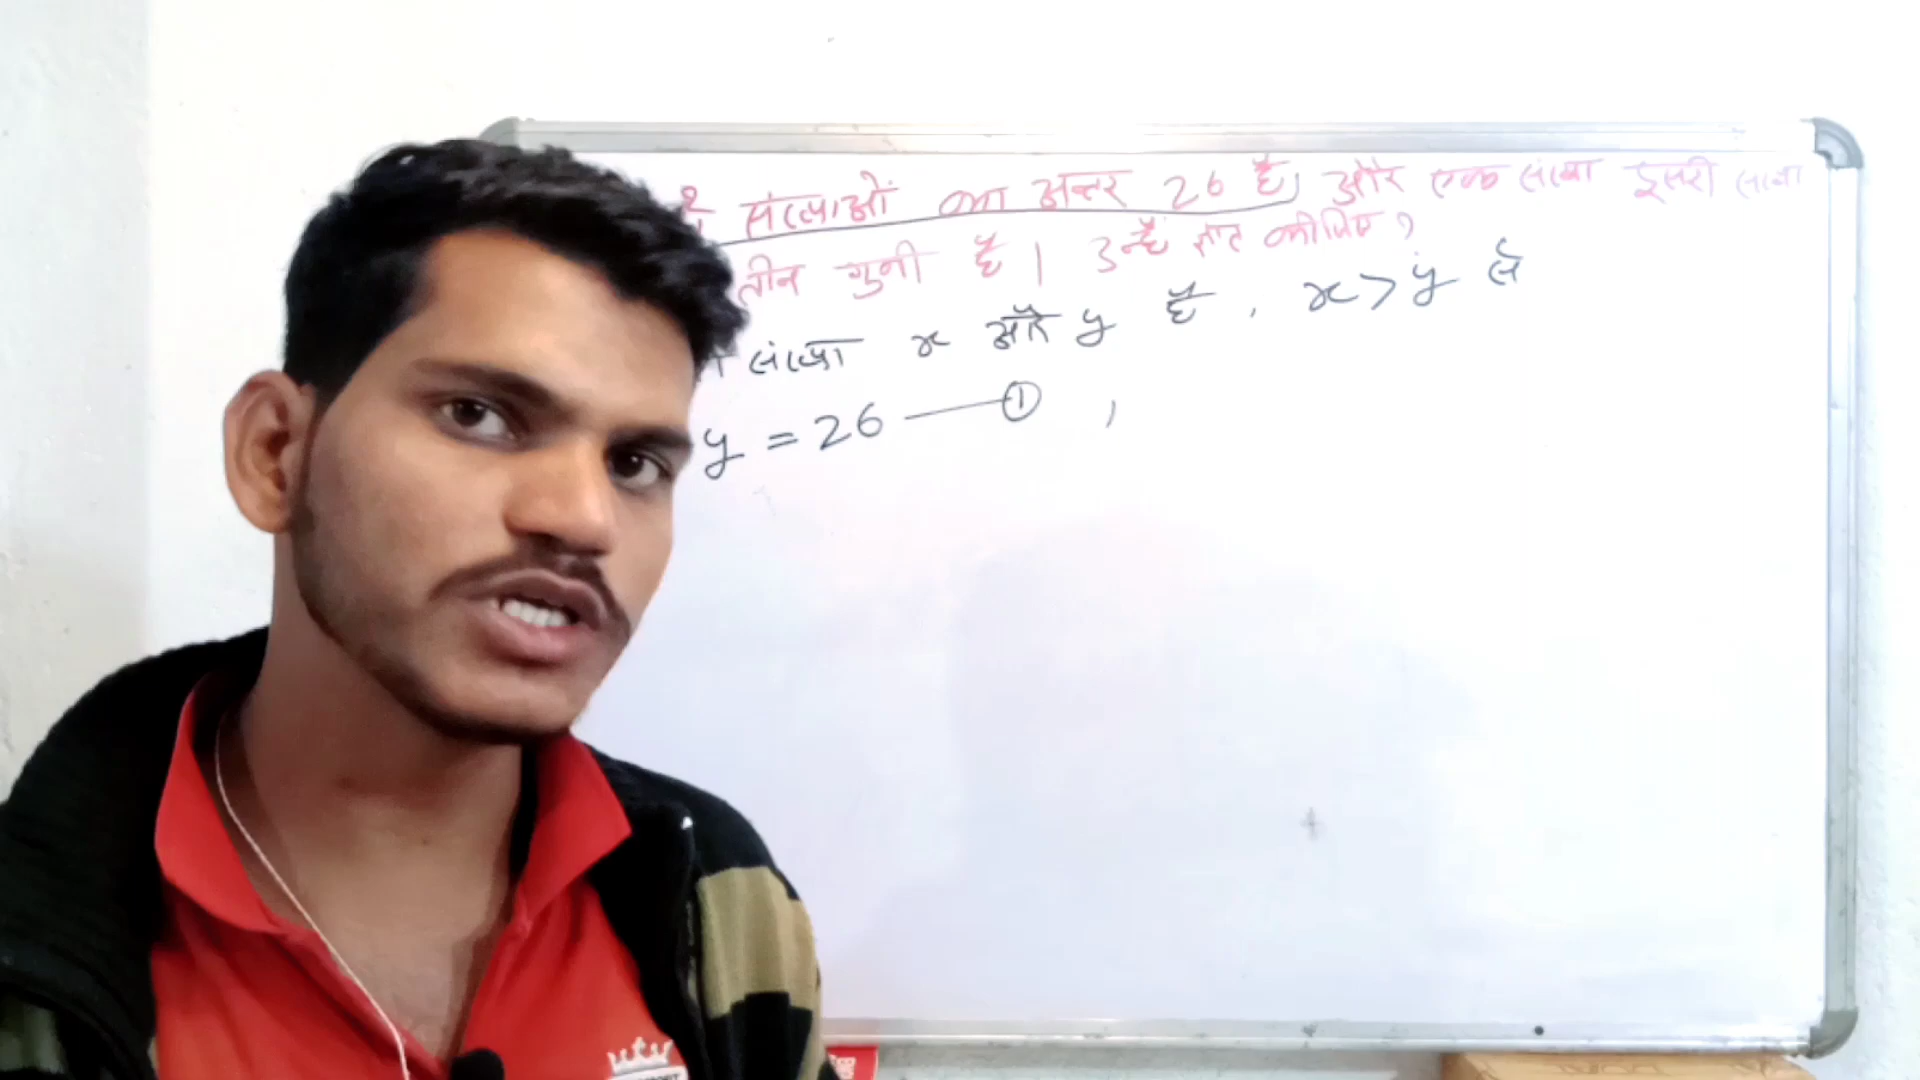 संख्याओं का अन्तर 26 है, और एक संख्या दूसरी संख्या
तीन गुनी है। उन्हें ज्ञात कीजिए?
संख्या x और y है, x > y से
y = 26 —— ①,